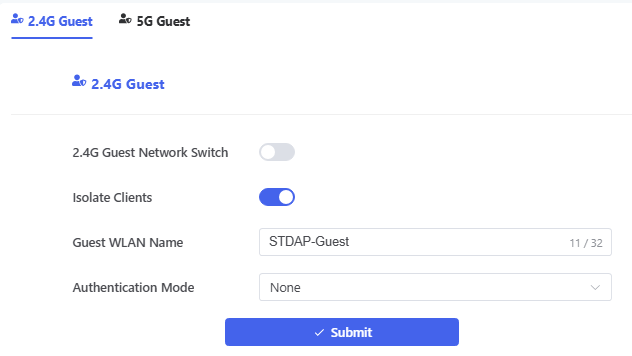 2.4G Guest 5G Guest
2.4G Guest
2.4G Guest Network Switch
Isolate Clients
Guest WLAN Name STDAP-Guest 11 / 32
Authentication Mode None
Submit